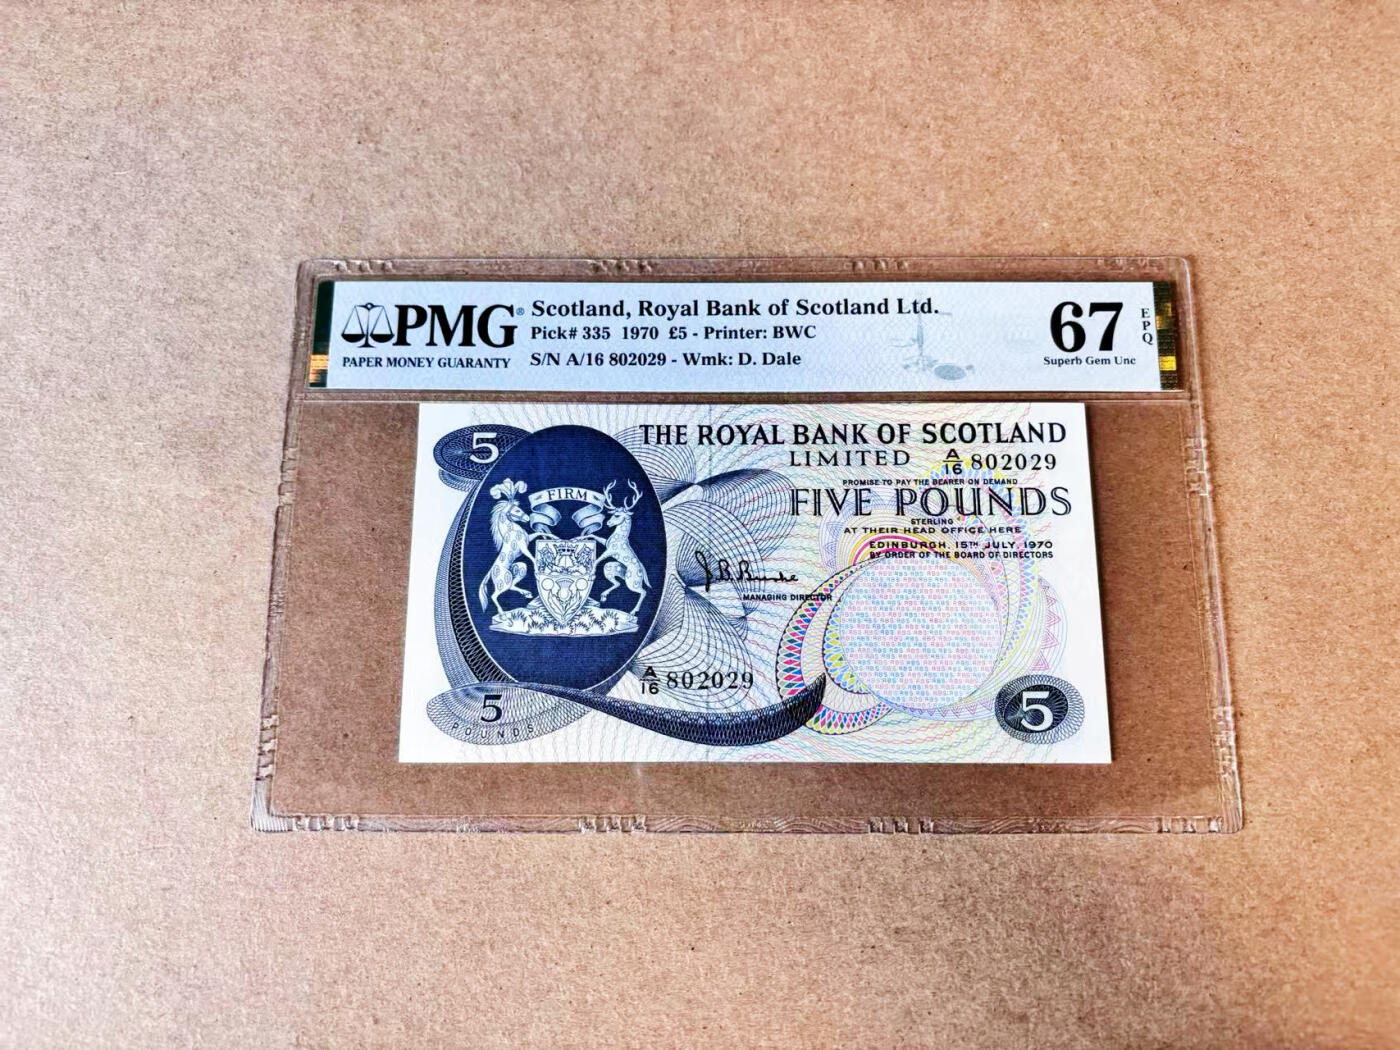 PMG®
PAPER MONEY GUARANTY
Scotland, Royal Bank of Scotland Ltd.
Pick# 335 1970 £5 - Printer: BWC
S/N A/16 802029 - Wmk: D. Dale
67
EPQ
Superb Gem Unc
5
FIRM
THE ROYAL BANK OF SCOTLAND
LIMITED A/16 802029
PROMISE TO PAY THE BEARER ON DEMAND
FIVE POUNDS
STERLING
AT THEIR HEAD OFFICE HERE
EDINBURGH, 15TH JULY 1970
BY ORDER OF THE BOARD OF DIRECTORS
J.B. Burke
MANAGING DIRECTOR
A/16 802029
5
POUNDS
5